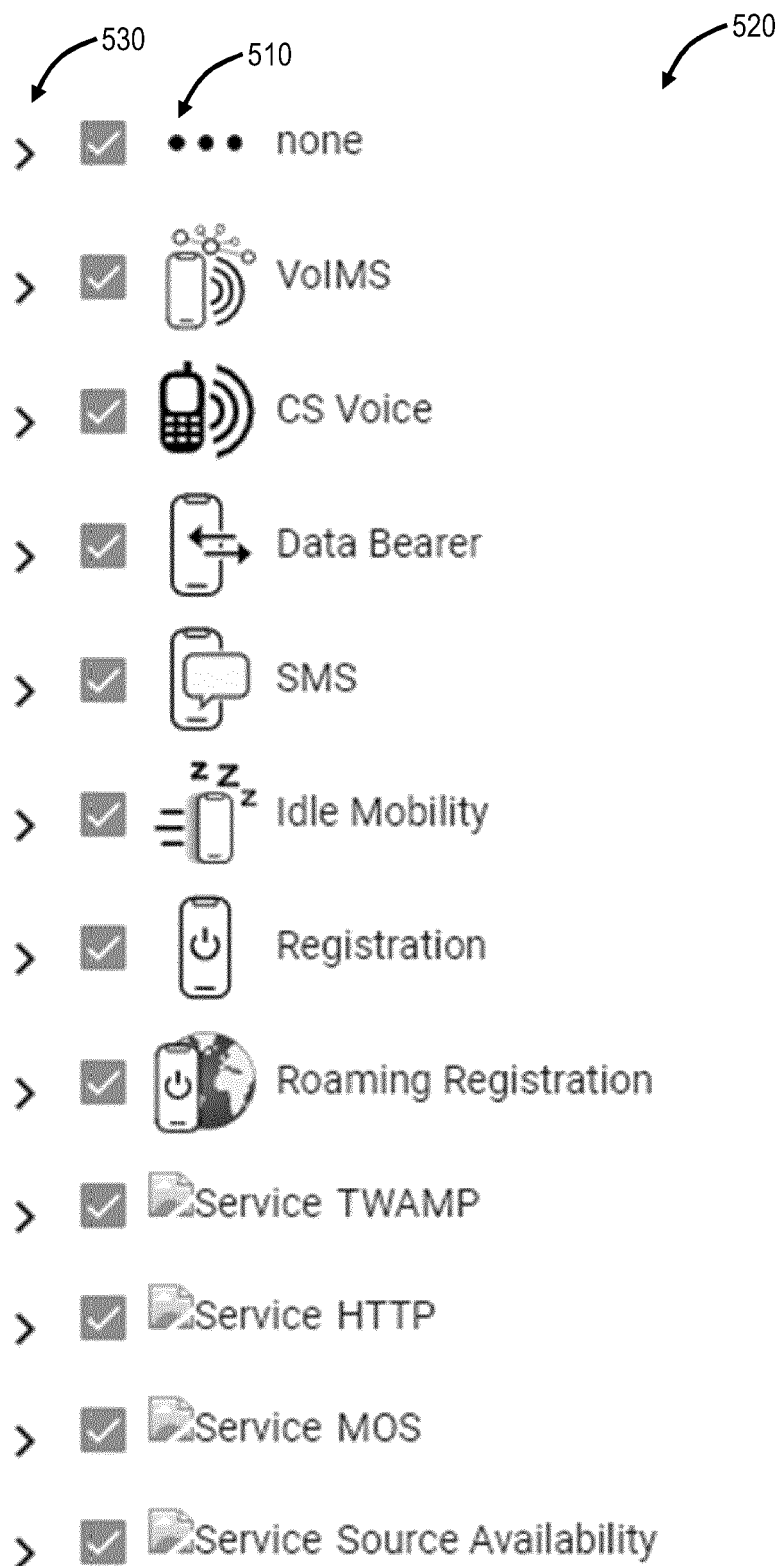 530
510
520
none
VoIMS
CS Voice
Data Bearer
SMS
z Z z
Idle Mobility
Registration
Roaming Registration
Service TWAMP
Service HTTP
Service MOS
Service Source Availability